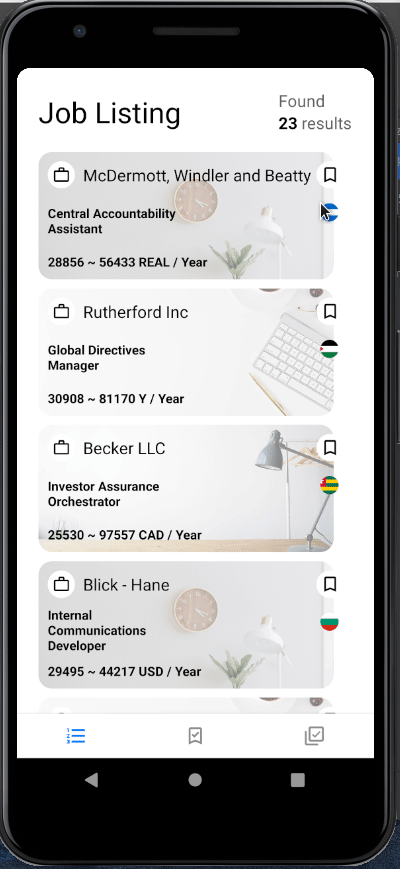 Job Listing
Found
23 results
McDermott, Windler and Beatty
Central Accountability
Assistant
28856 ~ 56433 REAL / Year
Rutherford Inc
Global Directives
Manager
30908 ~ 81170 Y / Year
Becker LLC
Investor Assurance
Orchestrator
25530 ~ 97557 CAD / Year
Blick - Hane
Internal
Communications
Developer
29495 ~ 44217 USD / Year